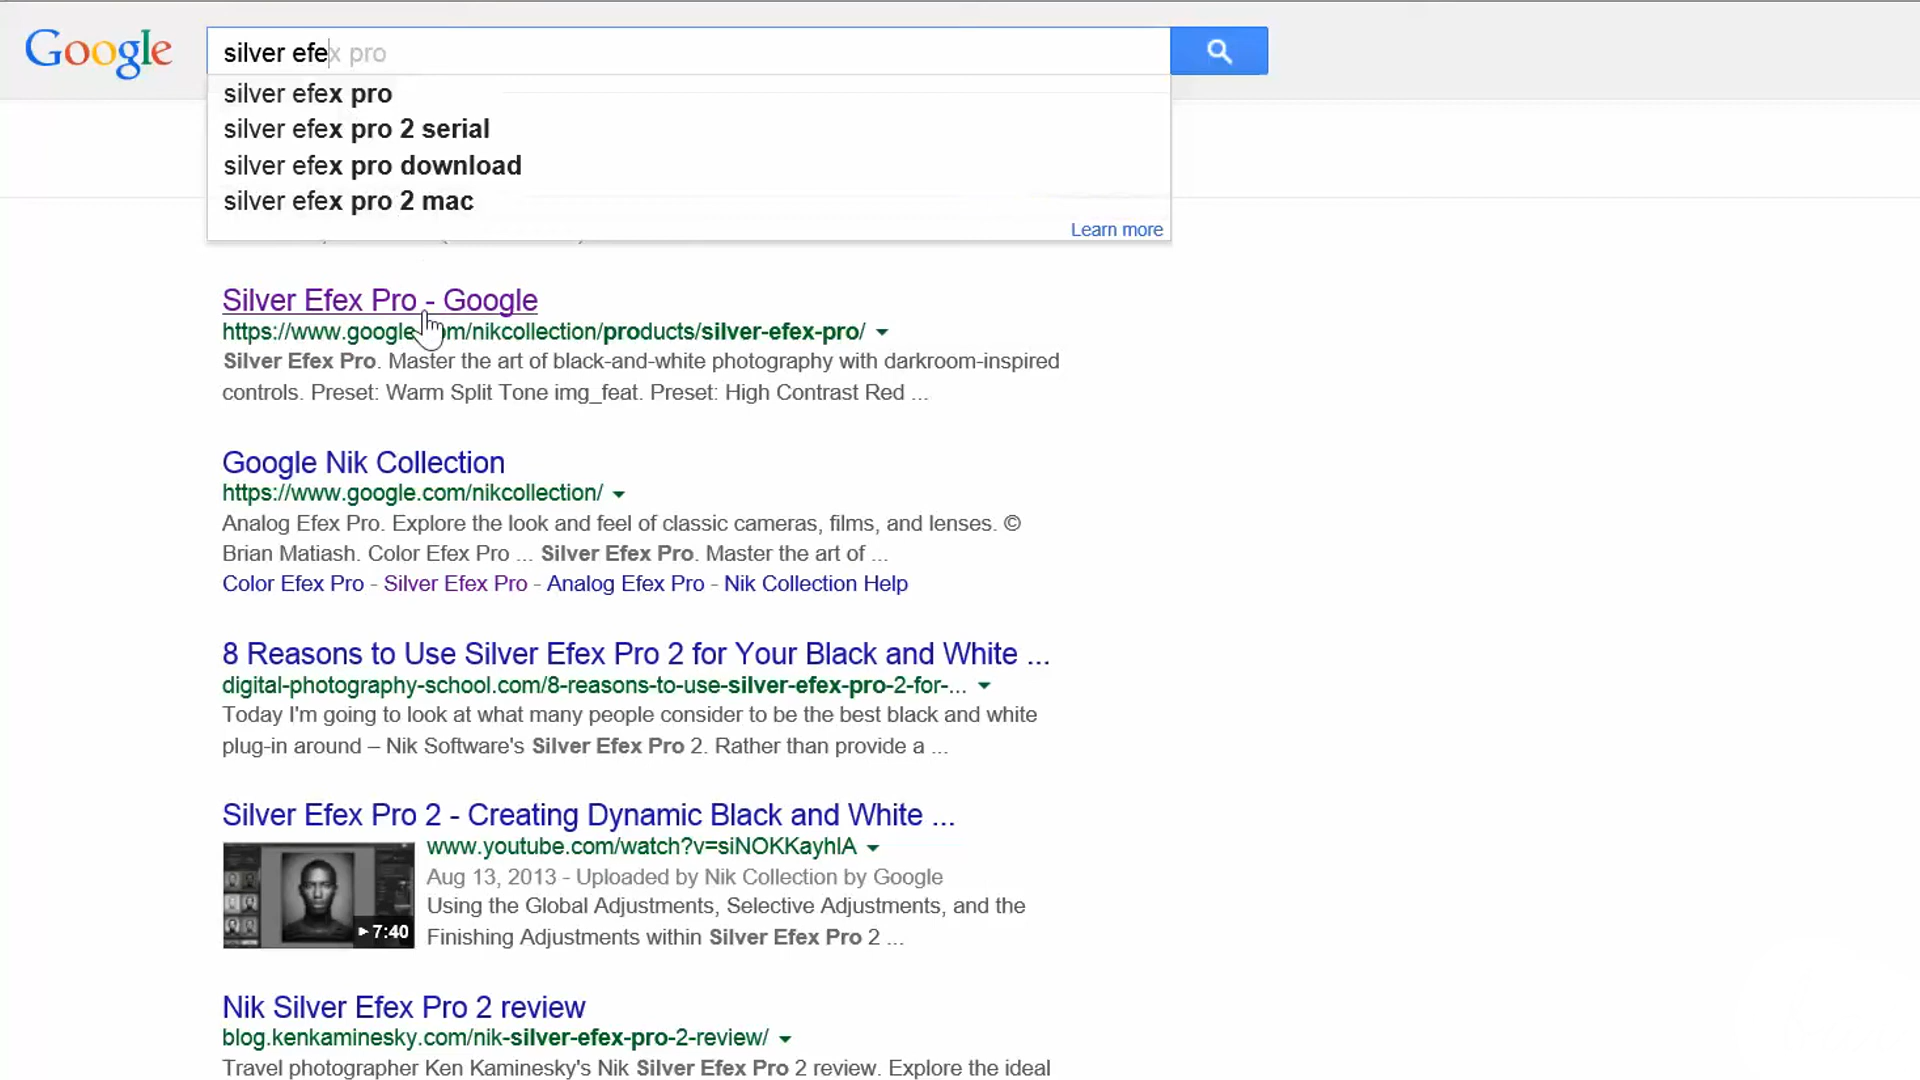 Google
silver efex pro
silver efex pro
silver efex pro 2 serial
silver efex pro download
silver efex pro 2 mac
Learn more
Silver Efex Pro - Google
https://www.google.com/nikcollection/products/silver-efex-pro/
Silver Efex Pro. Master the art of black-and-white photography with darkroom-inspired
controls. Preset: Warm Split Tone img_feat. Preset: High Contrast Red ...
Google Nik Collection
https://www.google.com/nikcollection/
Analog Efex Pro. Explore the look and feel of classic cameras, films, and lenses. ©
Brian Matiash. Color Efex Pro ... Silver Efex Pro. Master the art of ...
Color Efex Pro - Silver Efex Pro - Analog Efex Pro - Nik Collection Help
8 Reasons to Use Silver Efex Pro 2 for Your Black and White ...
digital-photography-school.com/8-reasons-to-use-silver-efex-pro-2-for-...
Today I'm going to look at what many people consider to be the best black and white
plug-in around – Nik Software's Silver Efex Pro 2. Rather than provide a ...
Silver Efex Pro 2 - Creating Dynamic Black and White ...
www.youtube.com/watch?v=siNOKKayhlA
Aug 13, 2013 - Uploaded by Nik Collection by Google
Using the Global Adjustments, Selective Adjustments, and the
7:40
Finishing Adjustments within Silver Efex Pro 2 ...
Nik Silver Efex Pro 2 review
blog.kenkaminesky.com/nik-silver-efex-pro-2-review/
Travel photographer Ken Kaminesky's Nik Silver Efex Pro 2 review. Explore the ideal